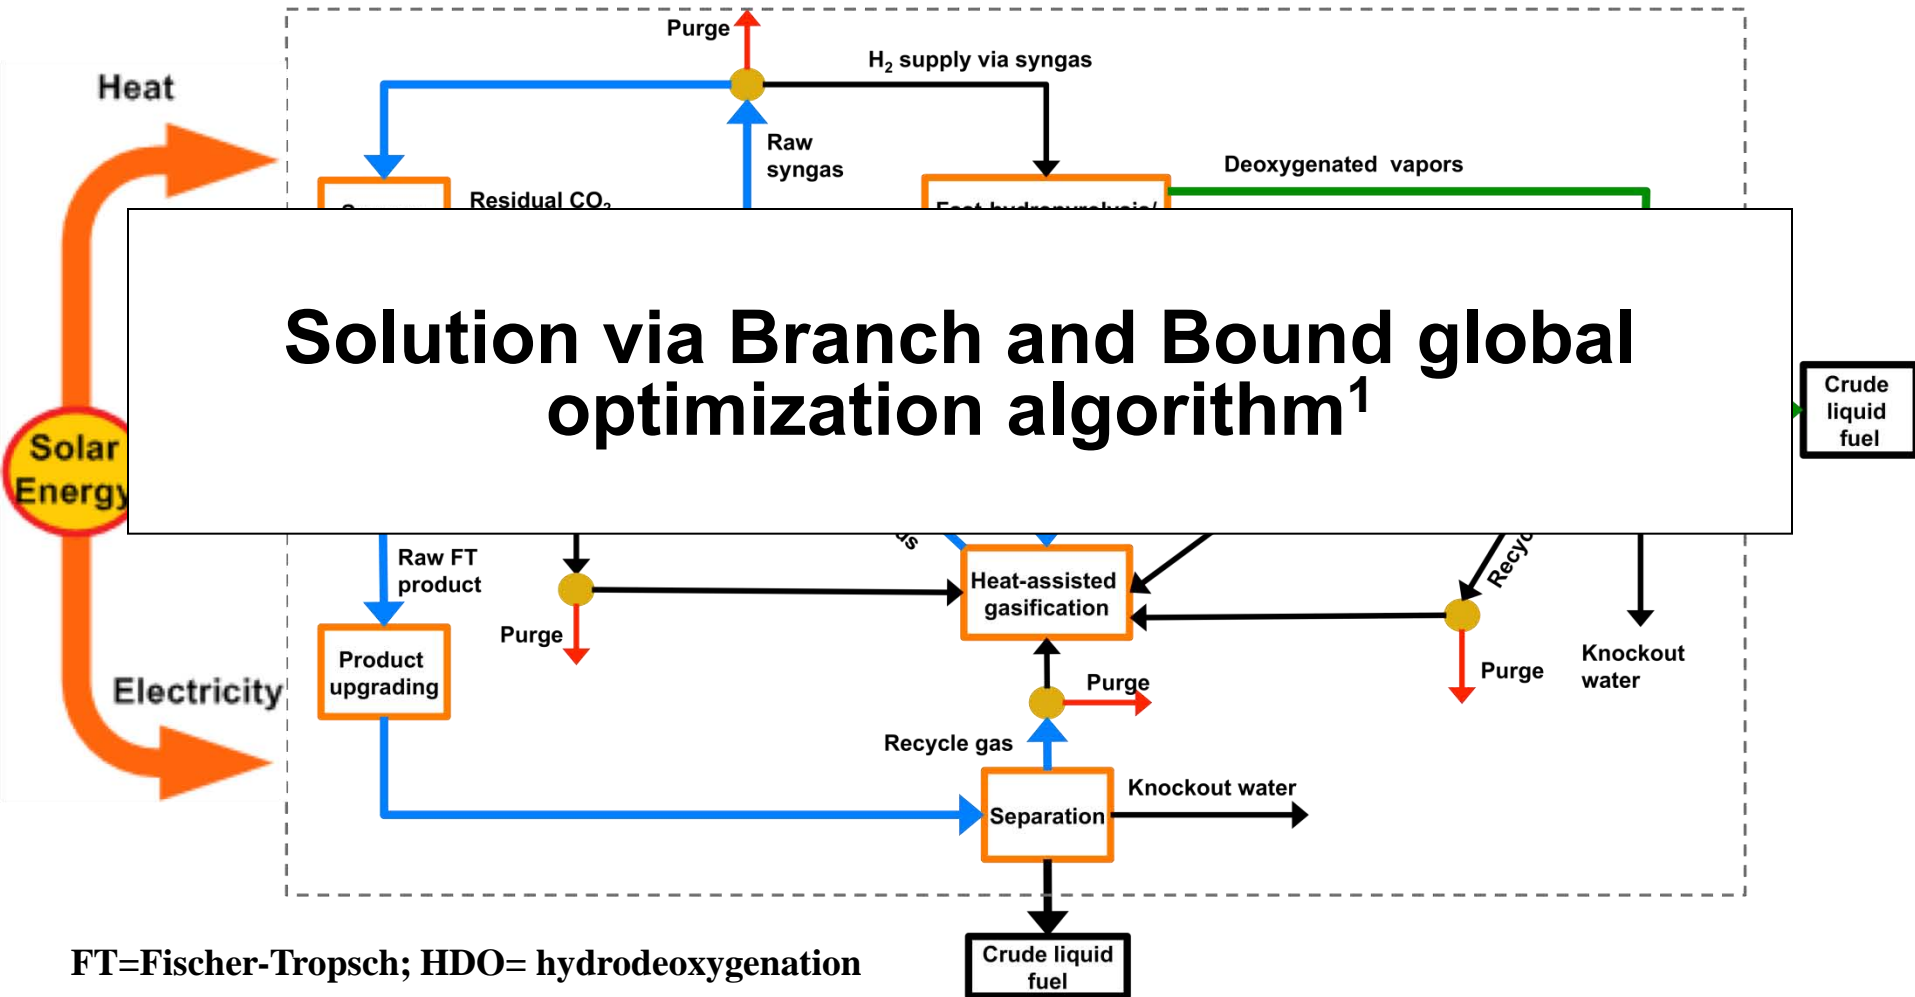 Purge
H₂ supply via syngas
Heat
Raw
syngas
Deoxygenated vapors
Residual CO₂
Solution via Branch and Bound global
optimization algorithm¹
Crude
liquid
fuel
Solar
Energy
Raw FT
product
Heat-assisted
gasification
Purge
Product
upgrading
Knockout
water
Purge
Purge
Electricity
Recycle gas
Knockout water
Separation
Crude liquid
fuel
FT=Fischer-Tropsch; HDO= hydrodeoxygenation